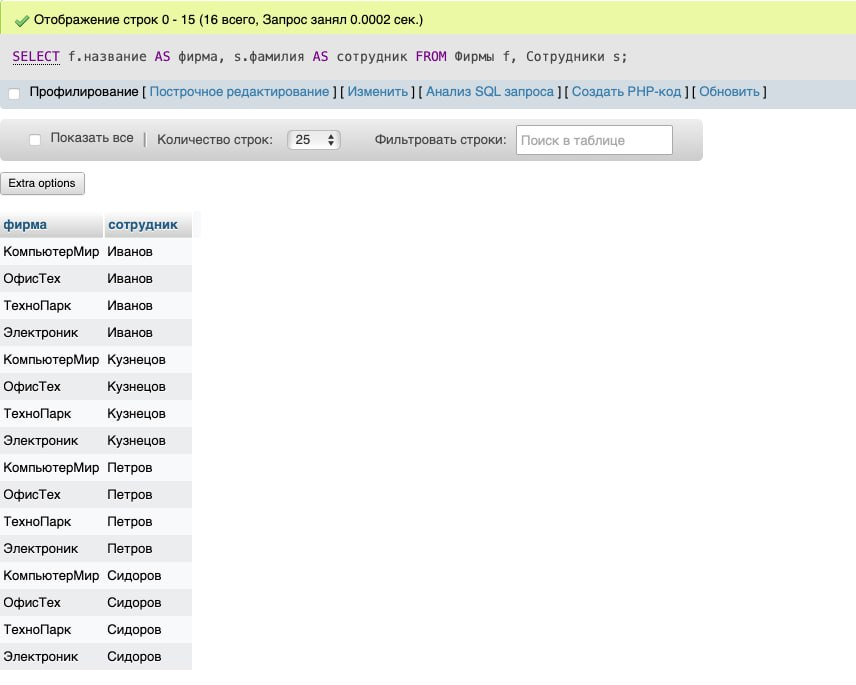 Отображение строк 0 - 15 (16 всего, Запрос занял 0.0002 сек.)
SELECT f.название AS фирма, s.фамилия AS сотрудник FROM Фирмы f, Сотрудники s;
Профилирование [ Построчное редактирование ] [ Изменить ] [ Анализ SQL запроса ] [ Создать PHP-код ] [ Обновить ]
Показать все | Количество строк: 25 Фильтровать строки: Поиск в таблице
Extra options
фирма сотрудник
КомпьютерМир Иванов
ОфисТех Иванов
ТехноПарк Иванов
Электроник Иванов
КомпьютерМир Кузнецов
ОфисТех Кузнецов
ТехноПарк Кузнецов
Электроник Кузнецов
КомпьютерМир Петров
ОфисТех Петров
ТехноПарк Петров
Электроник Петров
КомпьютерМир Сидоров
ОфисТех Сидоров
ТехноПарк Сидоров
Электроник Сидоров